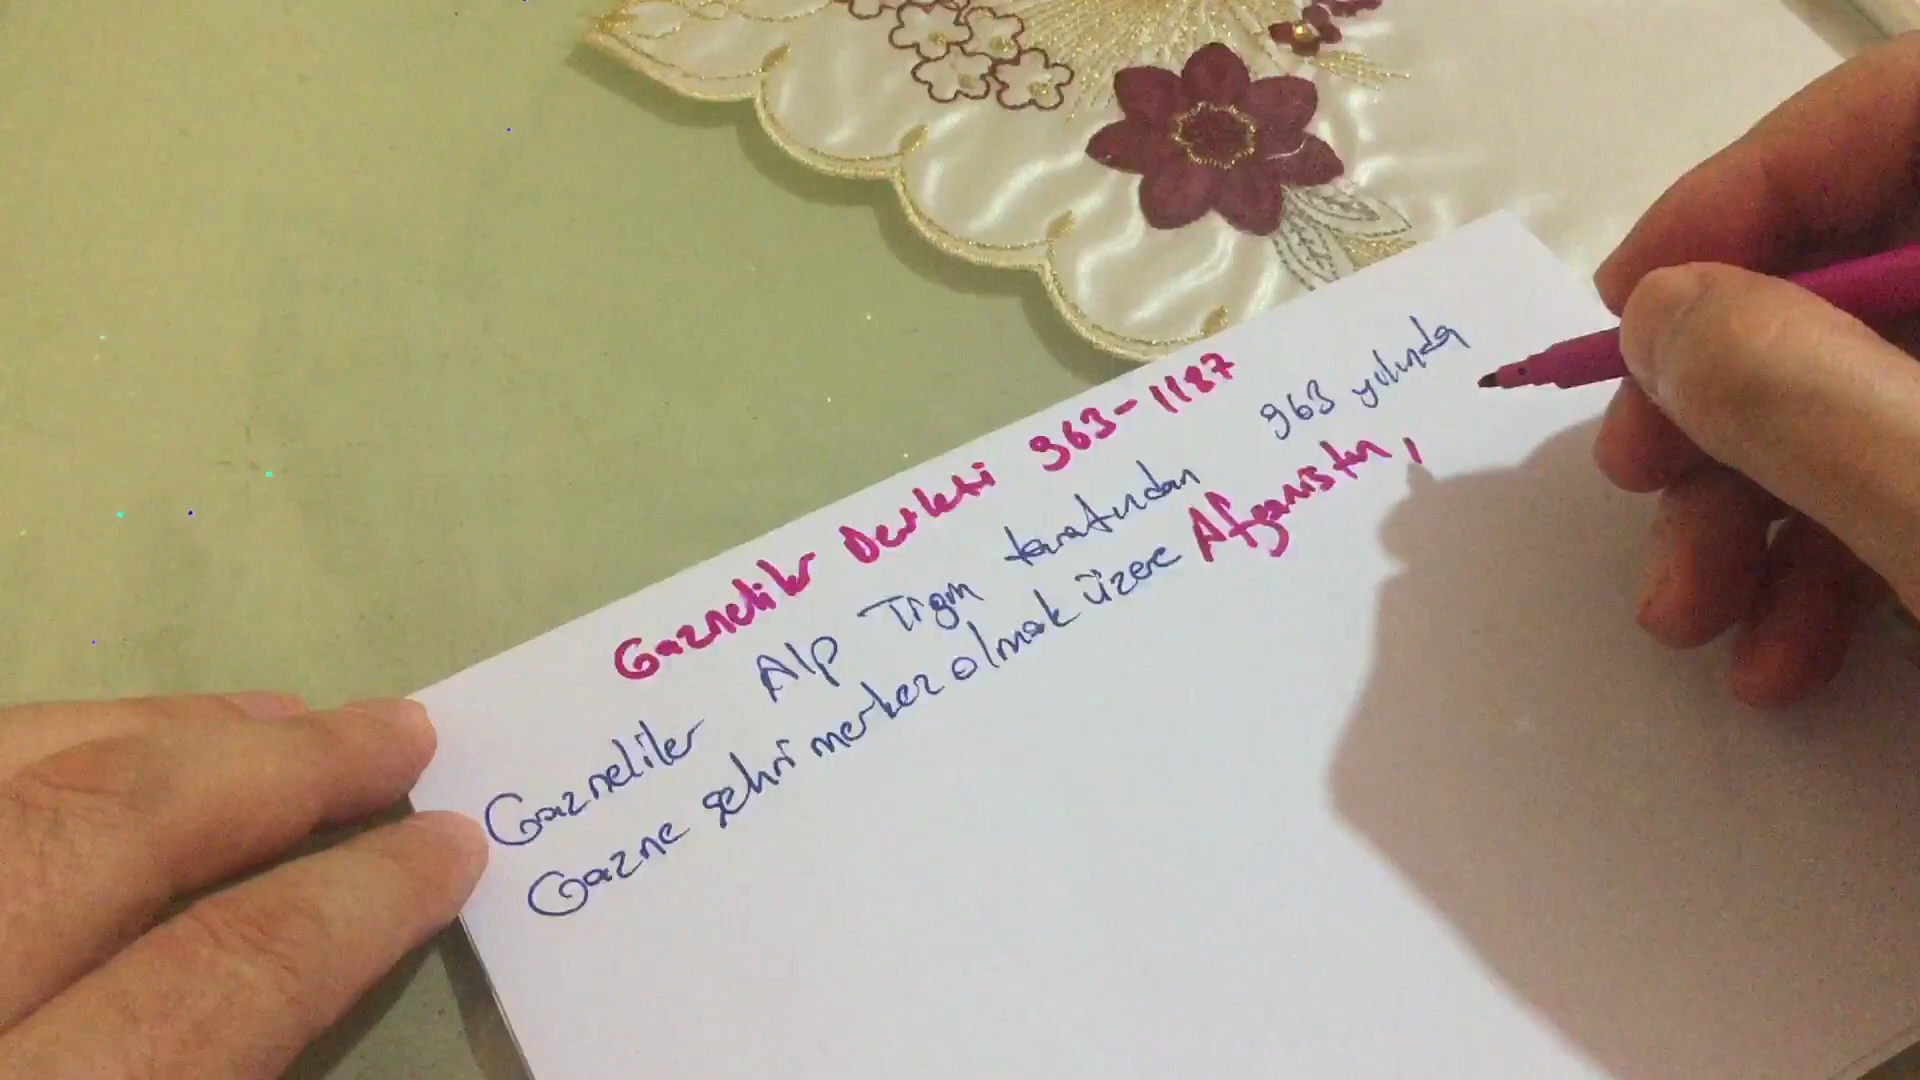 Gazneliler Devleti 963-1187
Gazneliler Alp Tigin tarafından 963 yılında
Gazne şehri merkez olmak üzere Afganistan,